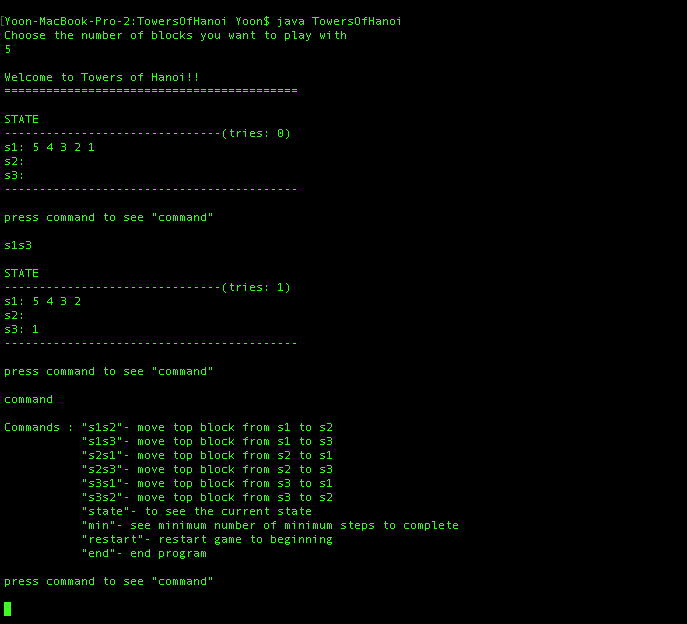 [Yoon-MacBook-Pro-2:TowersOfHanoi Yoon$ java TowersOfHanoi
Choose the number of blocks you want to play with
5
Welcome to Towers of Hanoi!!
==========================================
STATE
-------------------------------(tries: 0)
s1: 5 4 3 2 1
s2:
s3:
------------------------------------------
press command to see "command"
s1s3
STATE
-------------------------------(tries: 1)
s1: 5 4 3 2
s2:
s3: 1
------------------------------------------
press command to see "command"
command
Commands : "s1s2"- move top block from s1 to s2
"s1s3"- move top block from s1 to s3
"s2s1"- move top block from s2 to s1
"s2s3"- move top block from s2 to s3
"s3s1"- move top block from s3 to s1
"s3s2"- move top block from s3 to s2
"state"- to see the current state
"min"- see minimum number of minimum steps to complete
"restart"- restart game to beginning
"end"- end program
press command to see "command"